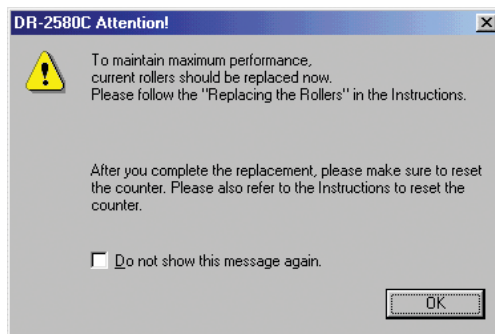 DR-2580C Attention!
To maintain maximum performance,
current rollers should be replaced now.
Please follow the "Replacing the Rollers" in the Instructions.
After you complete the replacement, please make sure to reset
the counter. Please also refer to the Instructions to reset the
counter.
Do not show this message again.
OK